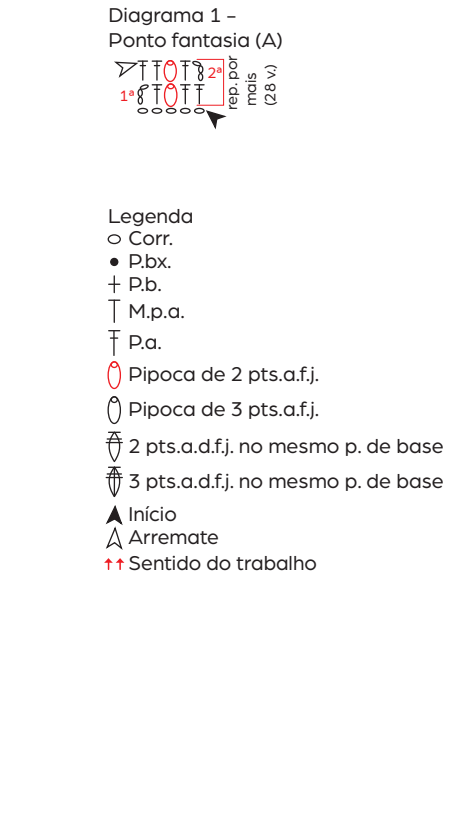 Diagrama 1 -
Ponto fantasia (A)
2ª
1ª
rep. por
mais
(28 v.)
Legenda
Corr.
P.bx.
P.b.
M.p.a.
P.a.
Pipoca de 2 pts.a.f.j.
Pipoca de 3 pts.a.f.j.
2 pts.a.d.f.j. no mesmo p. de base
3 pts.a.d.f.j. no mesmo p. de base
Início
Arremate
Sentido do trabalho